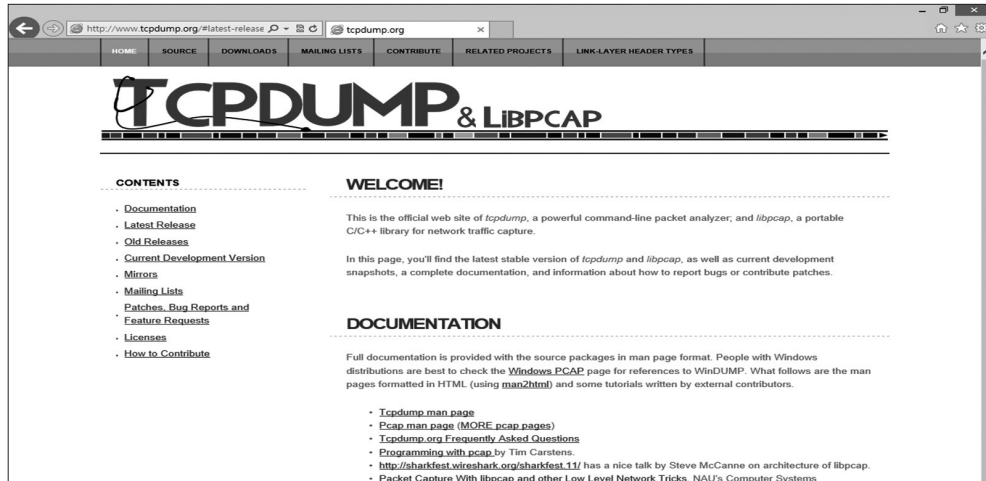 http://www.tcpdump.org/#latest-release
tcpdump.org
HOME
SOURCE
DOWNLOADS
MAILING LISTS
CONTRIBUTE
RELATED PROJECTS
LINK-LAYER HEADER TYPES
TCPDUMP & LiBPCAP
CONTENTS
Documentation
Latest Release
Old Releases
Current Development Version
Mirrors
Mailing Lists
Patches, Bug Reports and
Feature Requests
Licenses
How to Contribute
WELCOME!
This is the official web site of tcpdump, a powerful command-line packet analyzer; and libpcap, a portable
C/C++ library for network traffic capture.
In this page, you'll find the latest stable version of tcpdump and libpcap, as well as current development
snapshots, a complete documentation, and information about how to report bugs or contribute patches.
DOCUMENTATION
Full documentation is provided with the source packages in man page format. People with Windows
distributions are best to check the Windows PCAP page for references to WinDUMP. What follows are the man
pages formatted in HTML (using man2html) and some tutorials written by external contributors.
Tcpdump man page
Pcap man page (MORE pcap pages)
Tcpdump.org Frequently Asked Questions
Programming with pcap by Tim Carstens.
http://sharkfest.wireshark.org/sharkfest.11/ has a nice talk by Steve McCanne on architecture of libpcap.
Packet Capture With libpcap and other Low Level Network Tricks, NAU's Computer Systems